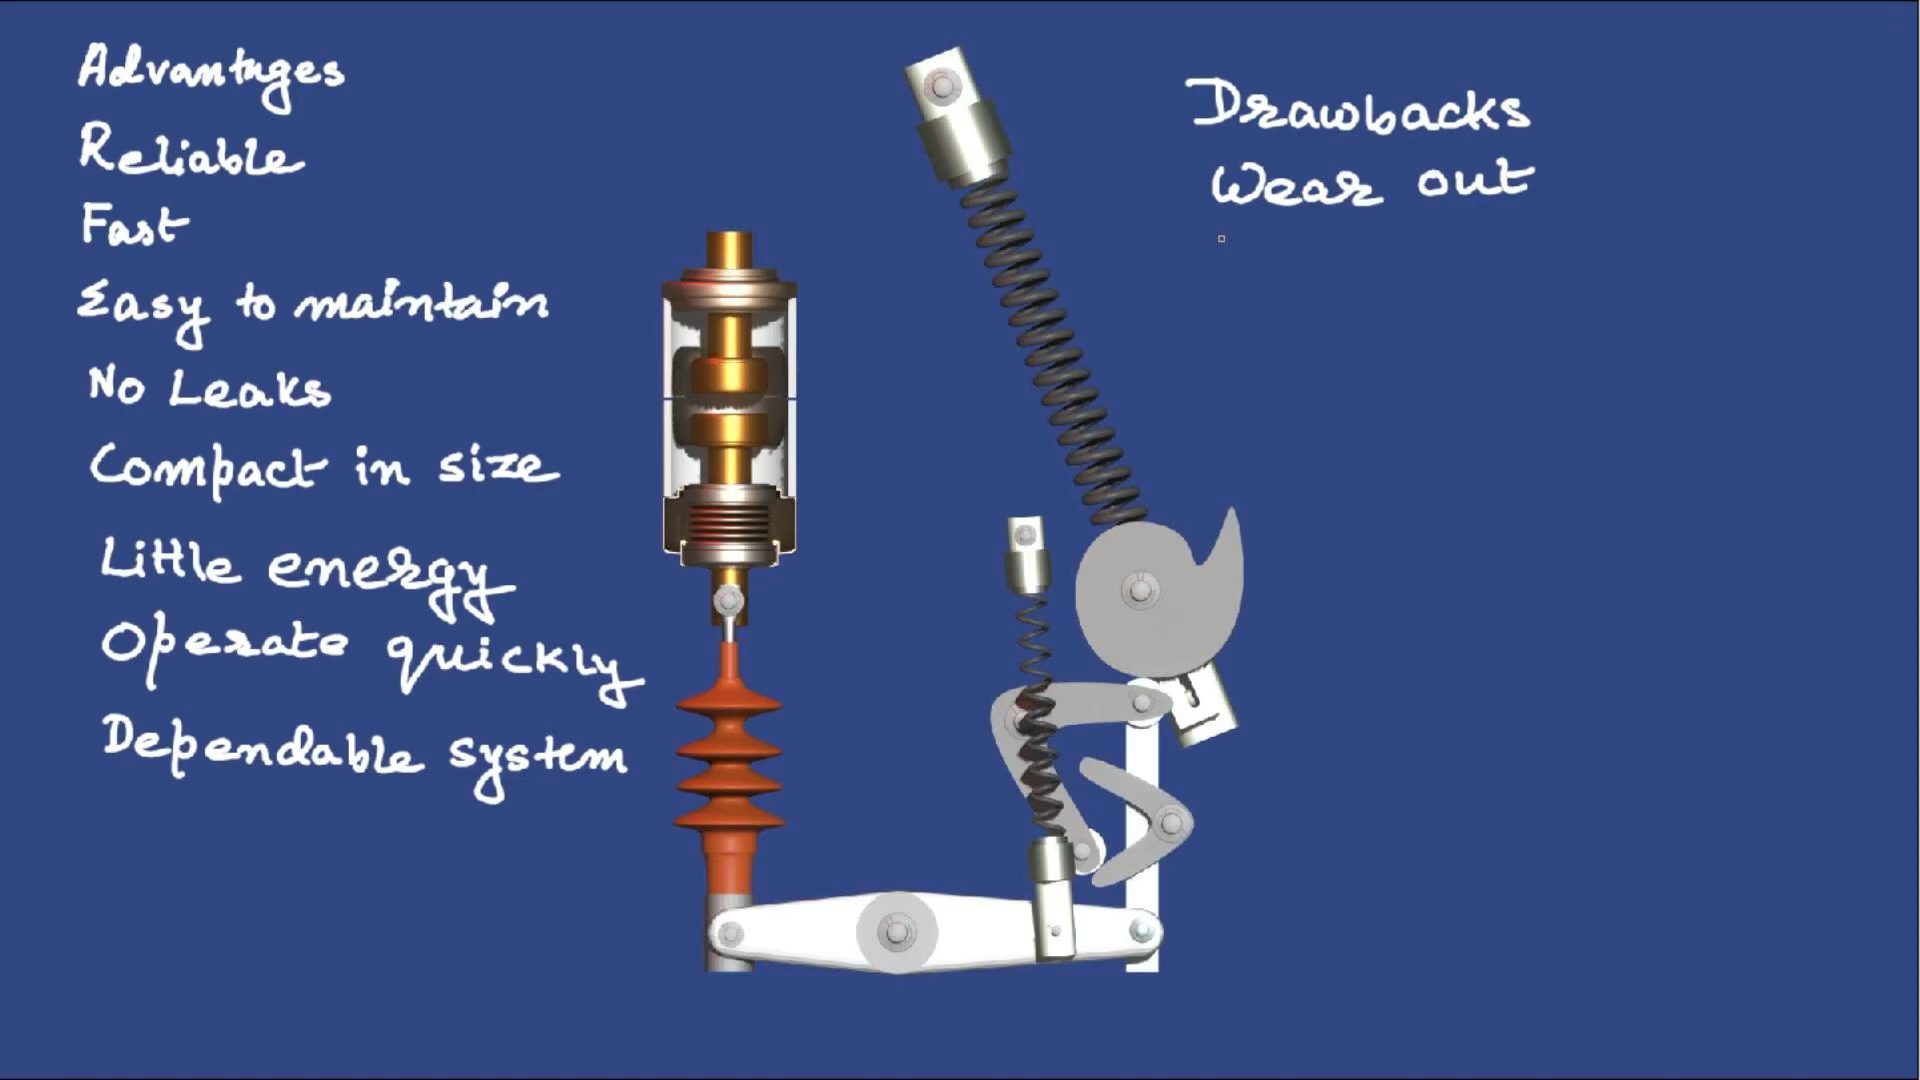 Advantages
Reliable
Fast
Easy to maintain
No Leaks
Compact in size
Little energy
Operate quickly
Dependable system
Drawbacks
Wear out